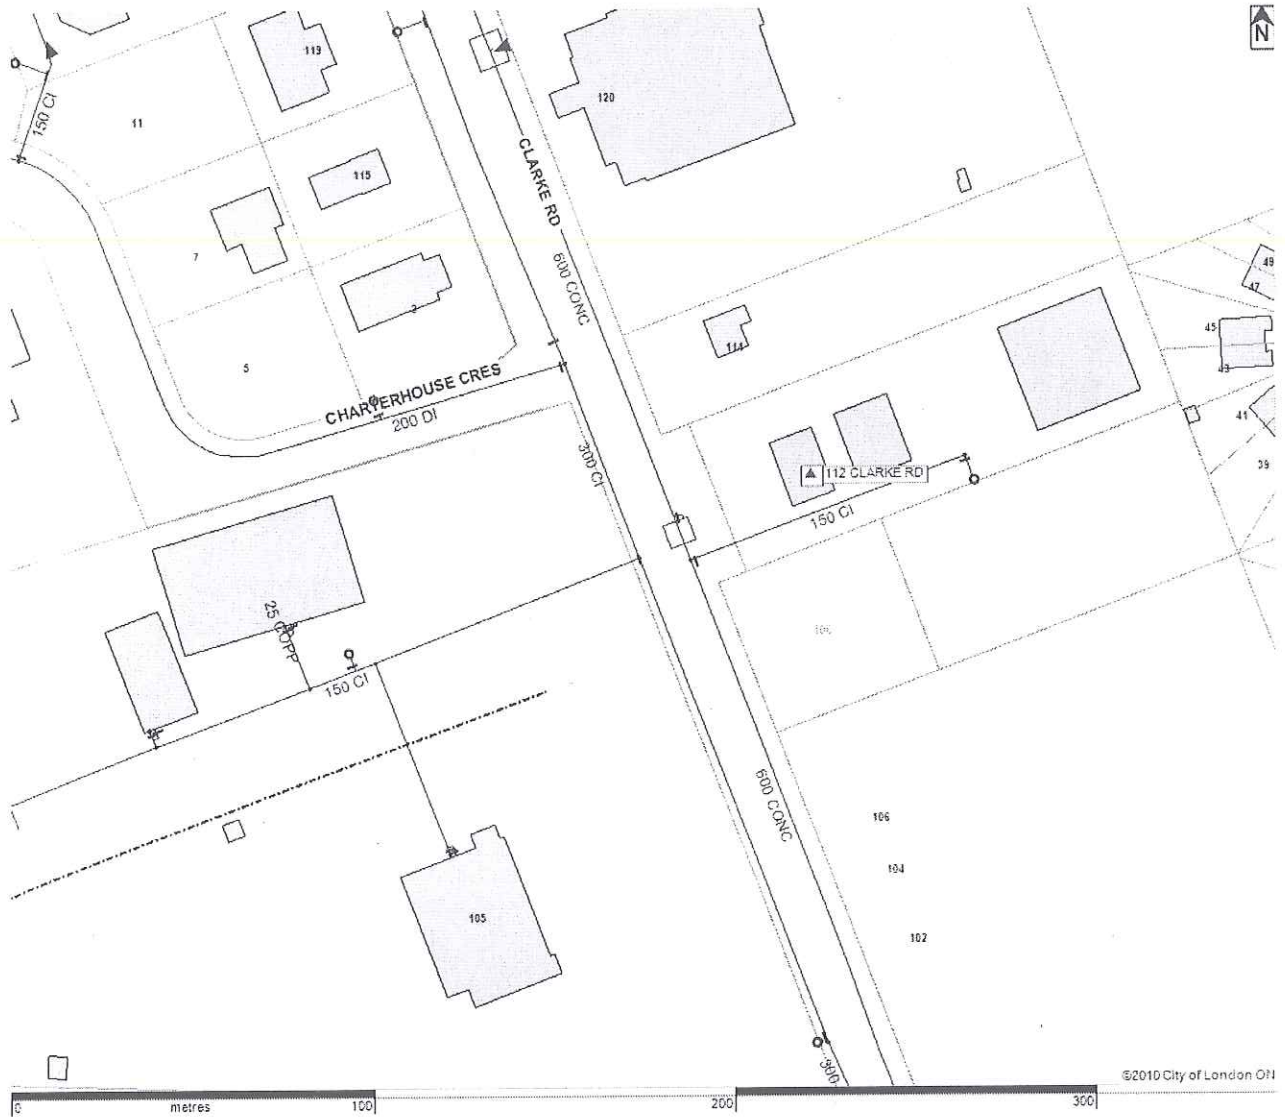 N
119
150 CI
11
120
CLARKE RD
115
7
49
600 CONC
47
2
114
45
43
5
CHARTERHOUSE CRES
200 DI
41
300 CI
39
112 CLARKE RD
150 CI
25 COPP
150 CI
600 CONC
106
104
105
102
300
©2010 City of London ON
0 metres 100 200 300